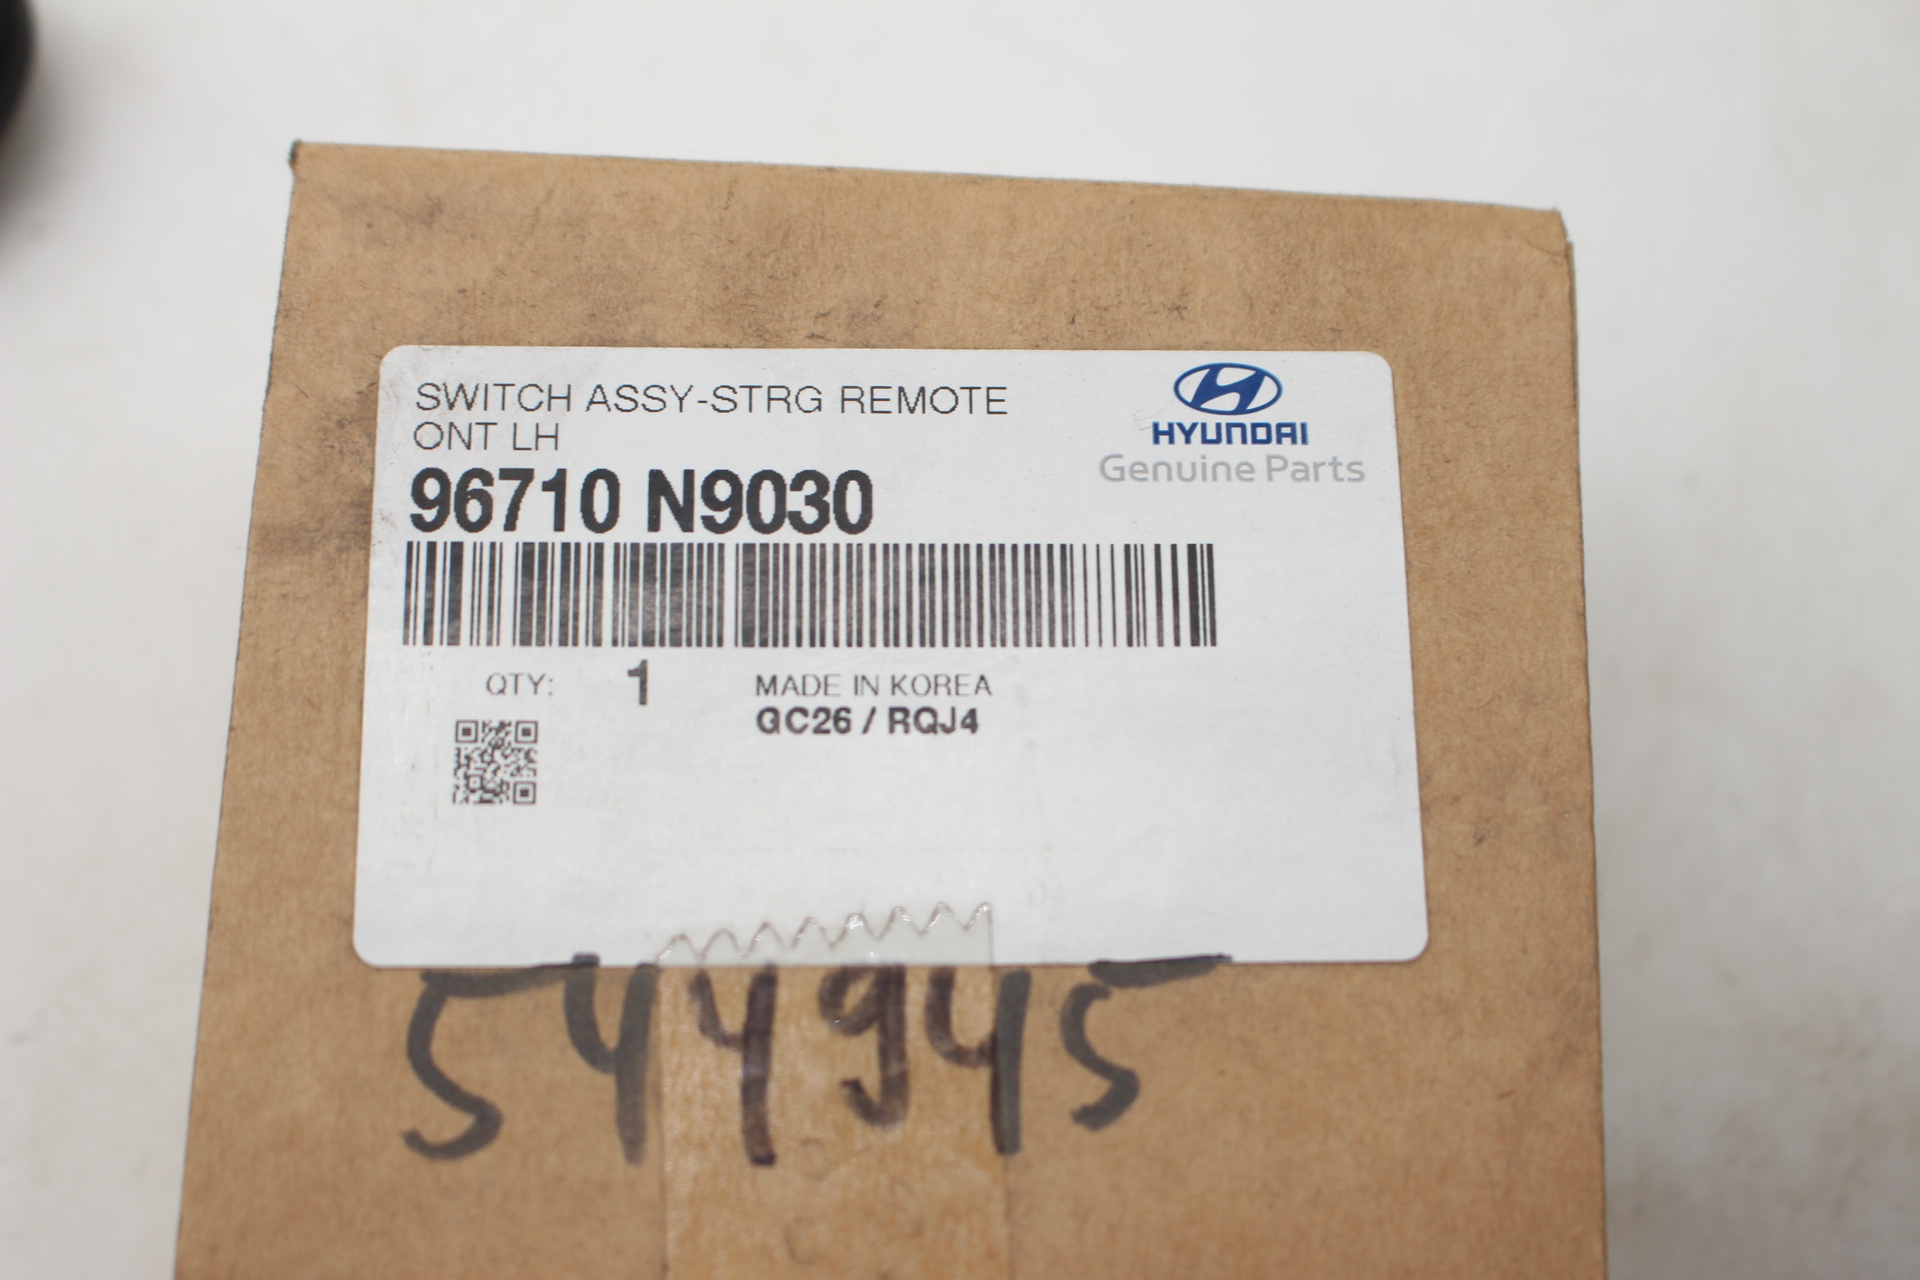 SWITCH ASSY-STRG REMOTE
ONT LH
HYUNDAI
Genuine Parts
96710 N9030
QTY: 1 MADE IN KOREA
GC26 / RQJ4
544945